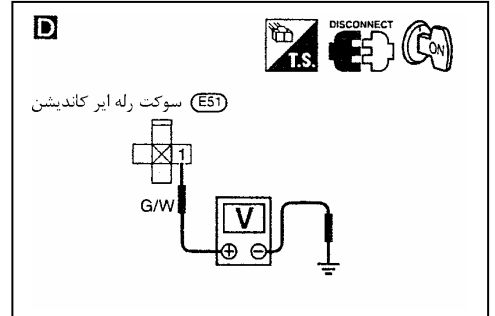 D
T.S.
DISCONNECT
ON
سوکت رله ایر کاندیشن E51
1
G/W
V
+ −